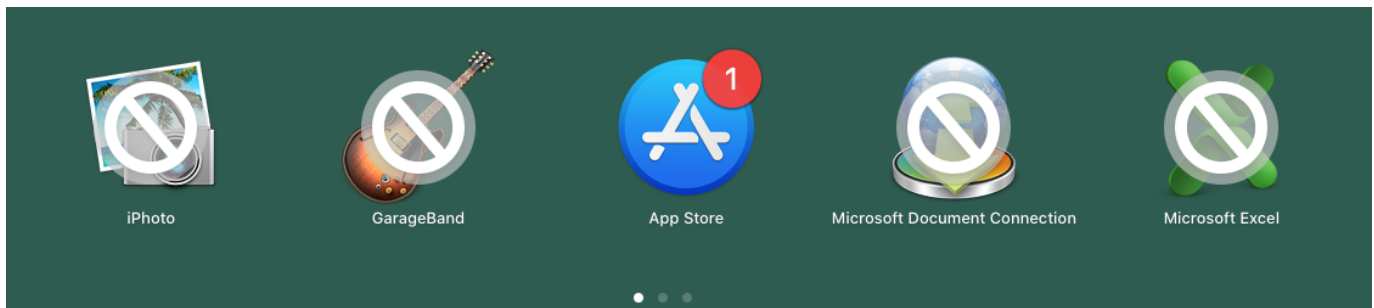 1
iPhoto
GarageBand
App Store
Microsoft Document Connection
Microsoft Excel